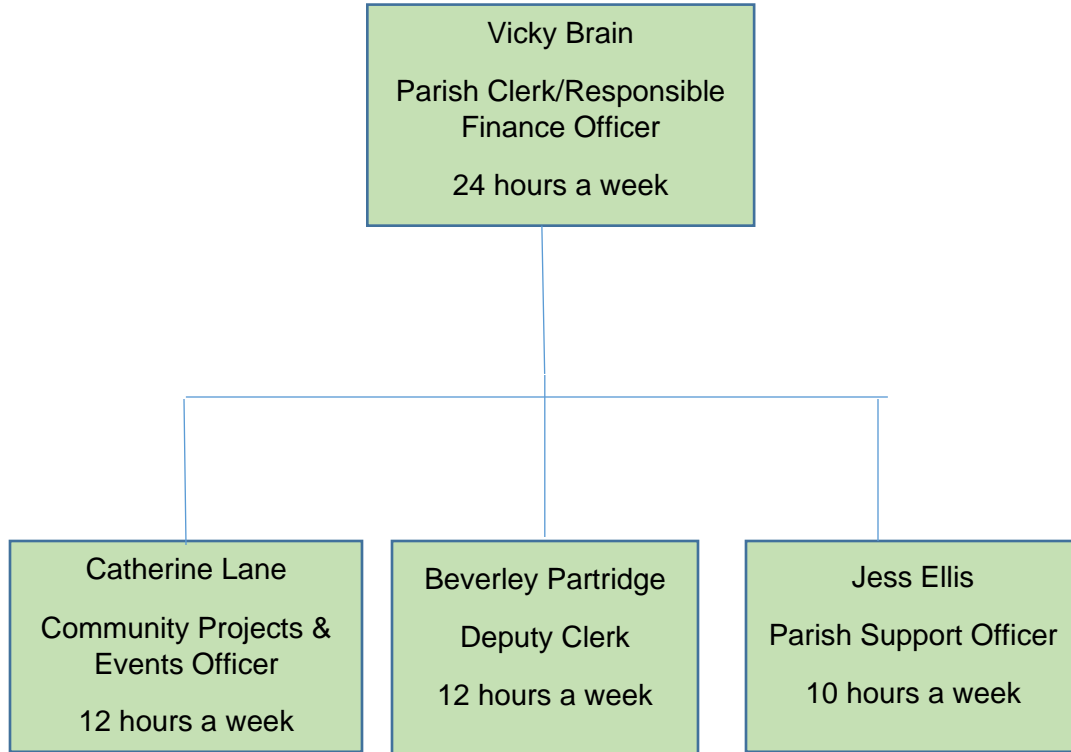 Vicky Brain
Parish Clerk/Responsible
Finance Officer
24 hours a week
Catherine Lane
Community Projects &
Events Officer
12 hours a week
Beverley Partridge
Deputy Clerk
12 hours a week
Jess Ellis
Parish Support Officer
10 hours a week